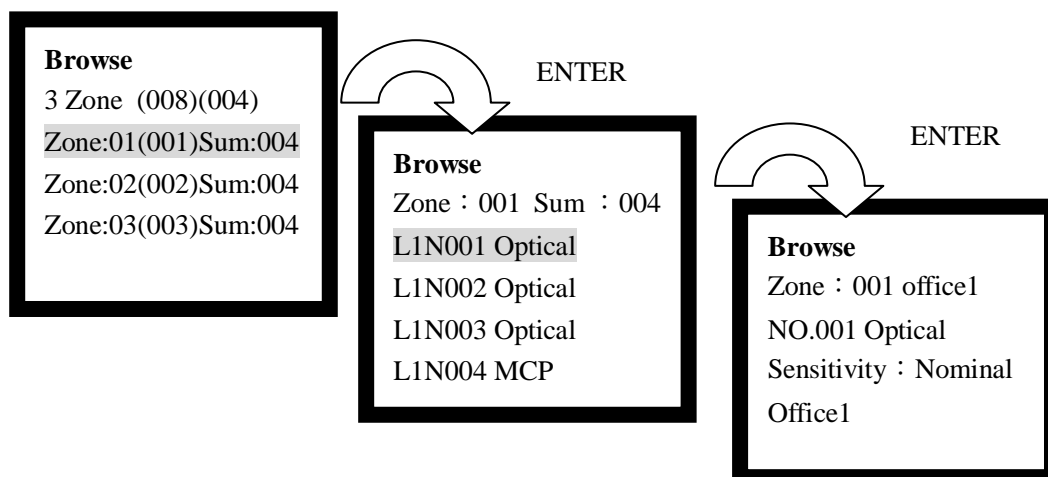 Browse
3 Zone (008)(004)
Zone:01(001)Sum:004
Zone:02(002)Sum:004
Zone:03(003)Sum:004
ENTER
Browse
Zone：001 Sum ：004
L1N001 Optical
L1N002 Optical
L1N003 Optical
L1N004 MCP
ENTER
Browse
Zone：001 office1
NO.001 Optical
Sensitivity：Nominal
Office1